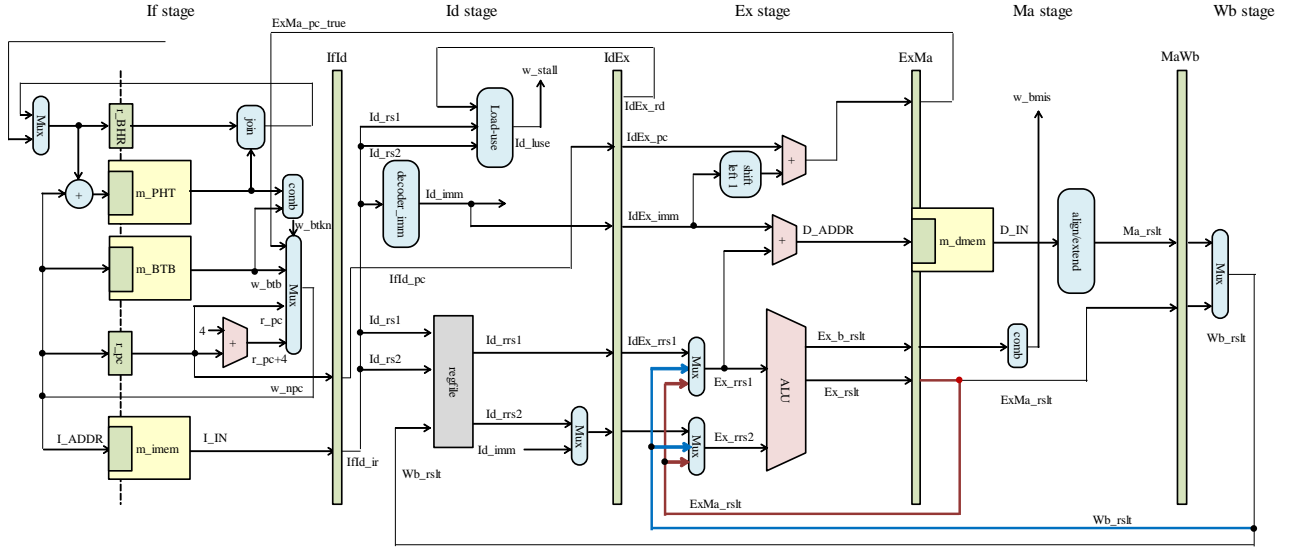 If stage
Id stage
Ex stage
Ma stage
Wb stage
ExMa_pc_true
IfId
IdEx
ExMa
MaWb
w_stall
Load-use
IdEx_rd
w_bmis
Mux
r_BHR
join
Id_rs1
Id_rs2
Id_luse
IdEx_pc
+
shift
left 1
+
m_PHT
comb
decoder_imm
Id_imm
IdEx_imm
w_btkn
+
D_ADDR
m_dmem
D_IN
align/extend
Ma_rslt
Mux
m_BTB
w_btb
Mux
IfId_pc
r_pc
4
+
r_pc
r_pc+4
w_npc
Id_rs1
Id_rs2
regfile
Id_rrs1
IdEx_rrs1
Mux
Ex_rrs1
ALU
Ex_b_rslt
Ex_rslt
comb
ExMa_rslt
Wb_rslt
I_ADDR
m_imem
I_IN
IfId_ir
Id_rrs2
Id_imm
Mux
Mux
Ex_rrs2
Wb_rslt
ExMa_rslt
Wb_rslt